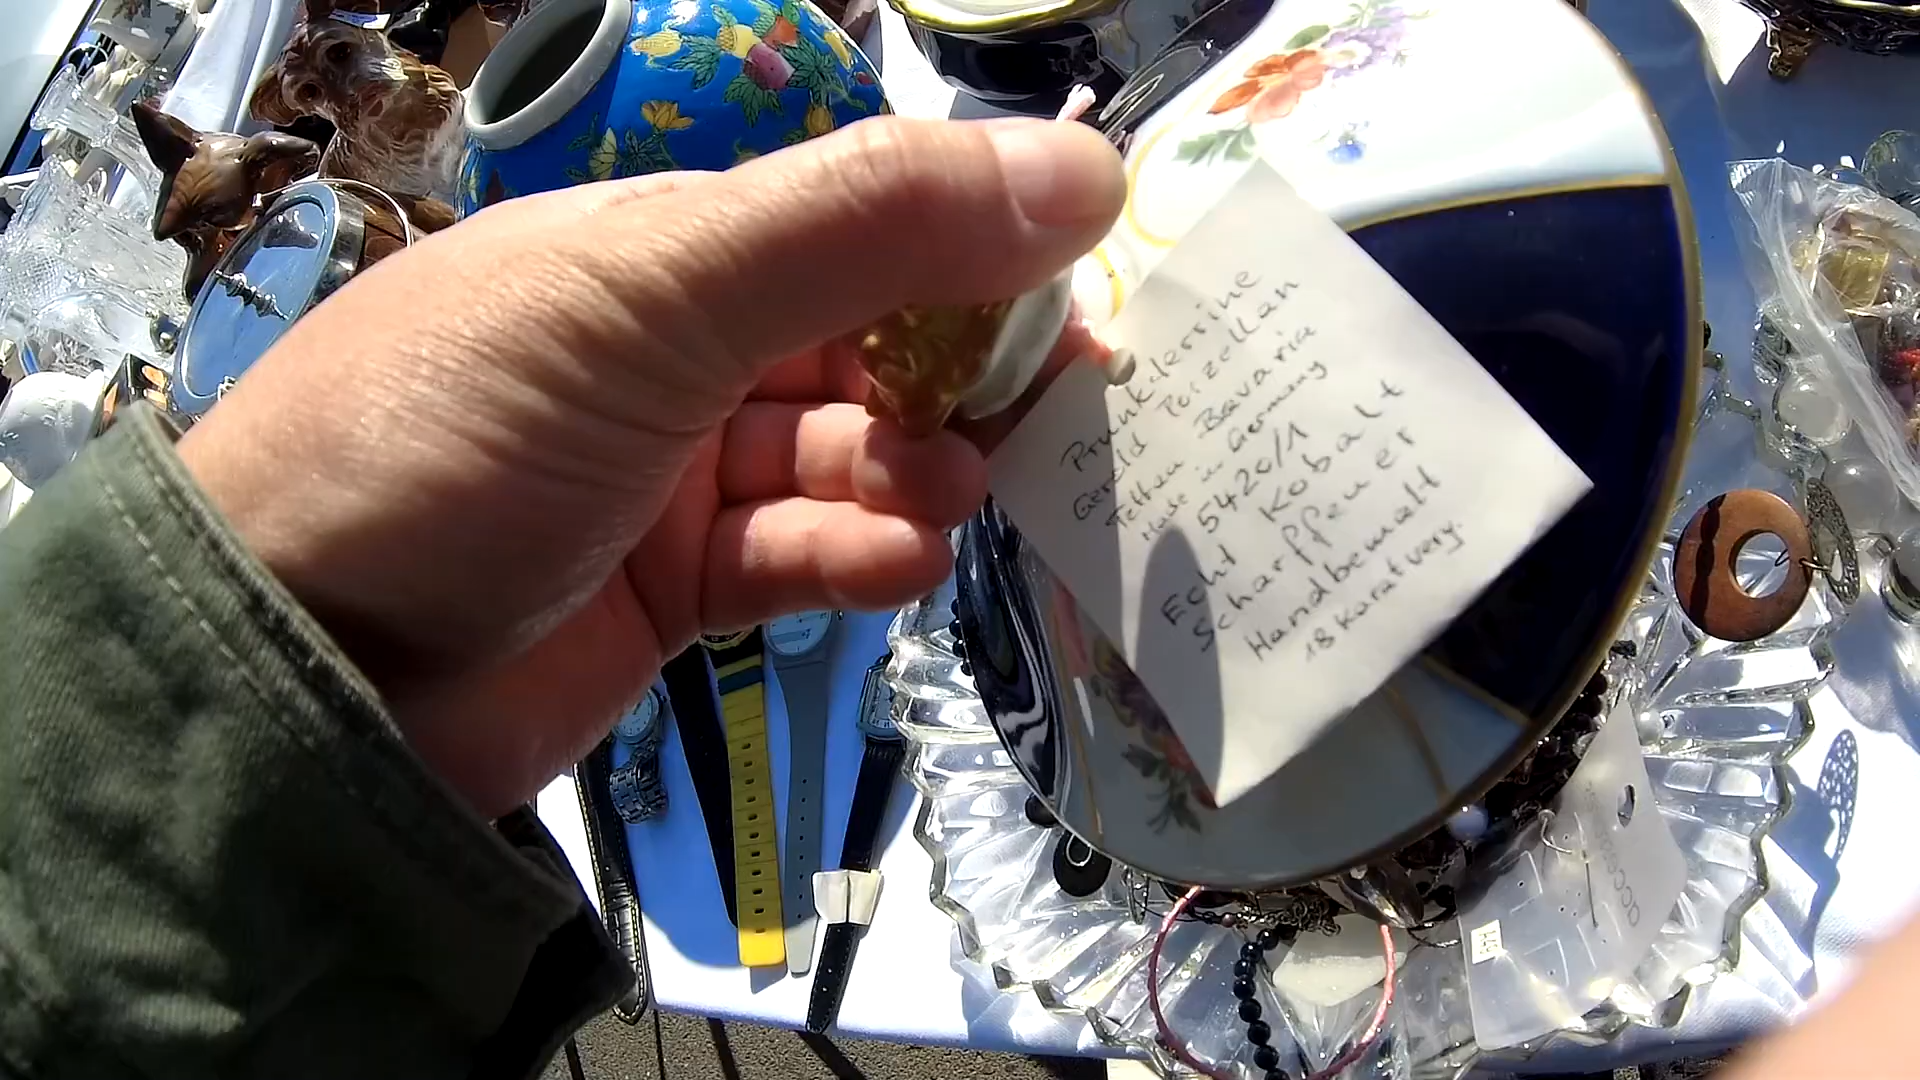 Prunkterrine
Gerold Porzellan
Tettau Bavaria
Made in Germany
5420/1
Echt Kobalt
Scharffeuer
Handbemalt
18 Karat verg.